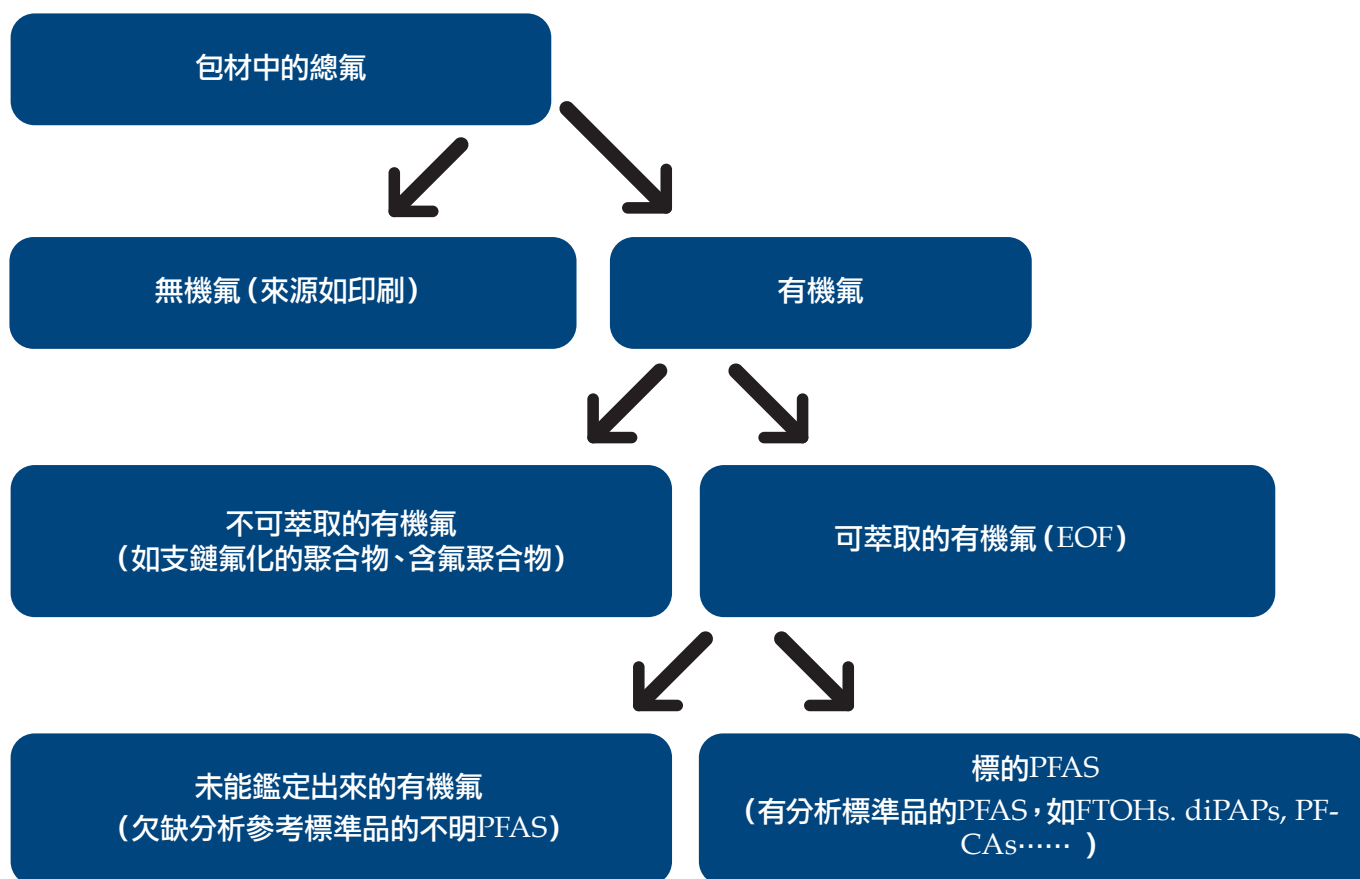 包材中的總氟
無機氟(來源如印刷)
有機氟
不可萃取的有機氟
(如支鏈氟化的聚合物、含氟聚合物)
可萃取的有機氟(EOF)
未能鑑定出來的有機氟
(欠缺分析參考標準品的不明PFAS)
標的PFAS
(有分析標準品的PFAS,如FTOHs. diPAPs, PF-
CAs…… )